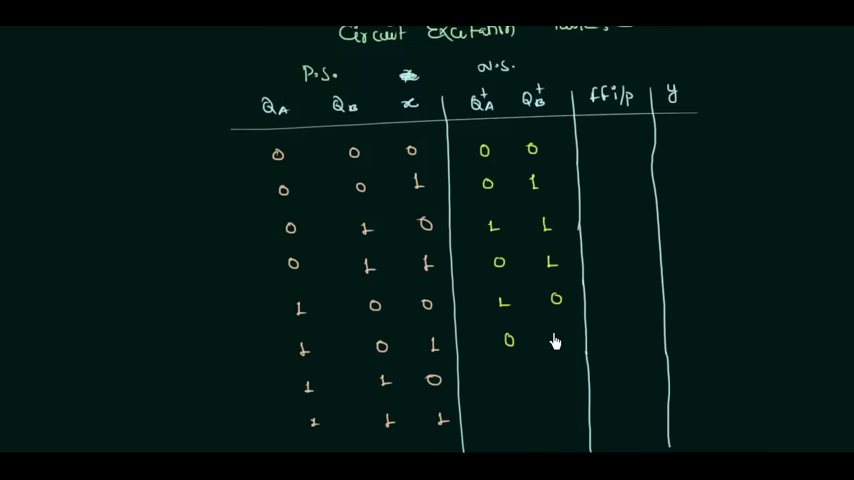 Circuit Excitation
P.S. N.S.
QA QB x QA+ QB+ ffi/p y
0 0 0 0 0
0 0 1 0 1
0 1 0 1 1
0 1 1 0 1
1 0 0 1 0
1 0 1 0
1 1 0
1 1 1